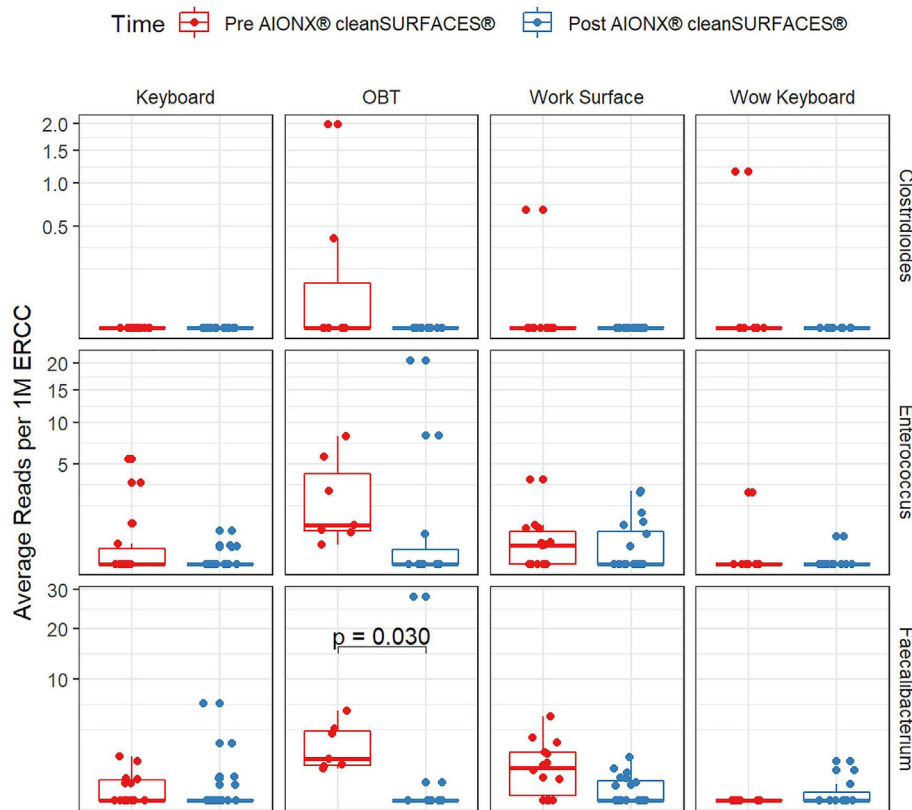 Time Pre AIONX® cleanSURFACES® Post AIONX® cleanSURFACES®
Keyboard OBT Work Surface Wow Keyboard
2.0
1.5
1.0
0.5
Clostridioides
Average Reads per 1M ERCC
20
15
10
5
Enterococcus
30
20
10
p = 0.030
Faecalibacterium